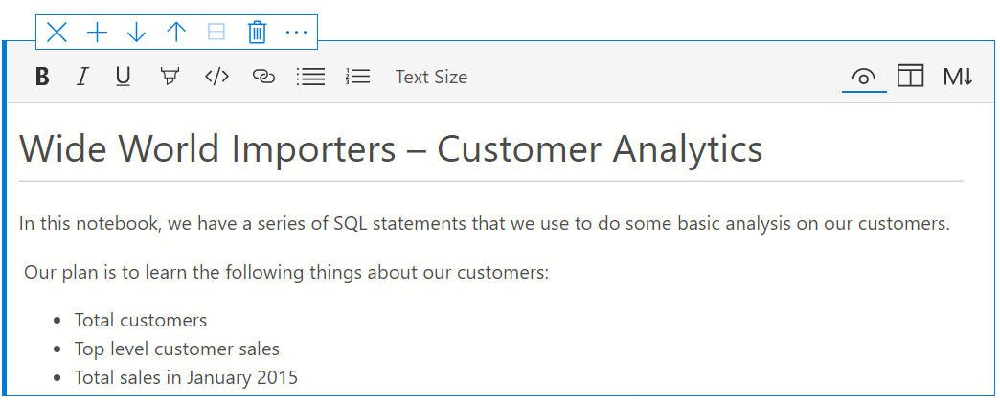 B I U </> Text Size M↓
Wide World Importers – Customer Analytics
In this notebook, we have a series of SQL statements that we use to do some basic analysis on our customers.
Our plan is to learn the following things about our customers:
• Total customers
• Top level customer sales
• Total sales in January 2015